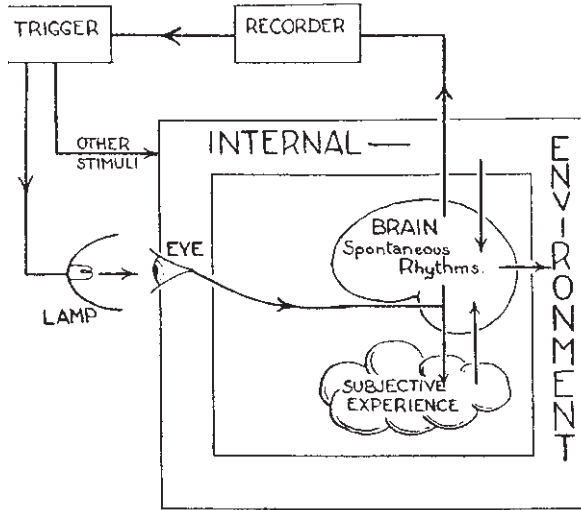 TRIGGER
RECORDER
OTHER
STIMULI
INTERNAL —
ENVIRONMENT
BRAIN
Spontaneous
Rhythms.
EYE
LAMP
SUBJECTIVE
EXPERIENCE